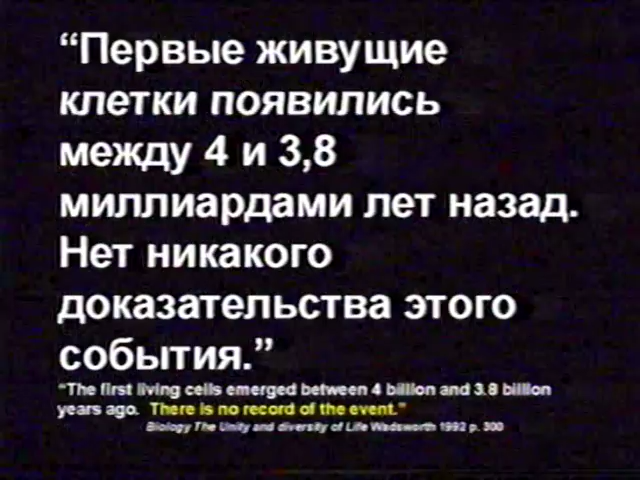 “Первые живущие
клетки появились
между 4 и 3,8
миллиардами лет назад.
Нет никакого
доказательства этого
события.”
“The first living cells emerged between 4 billion and 3.8 billion
years ago. There is no record of the event.”
Biology The Unity and diversity of Life Wadsworth 1992 p. 300